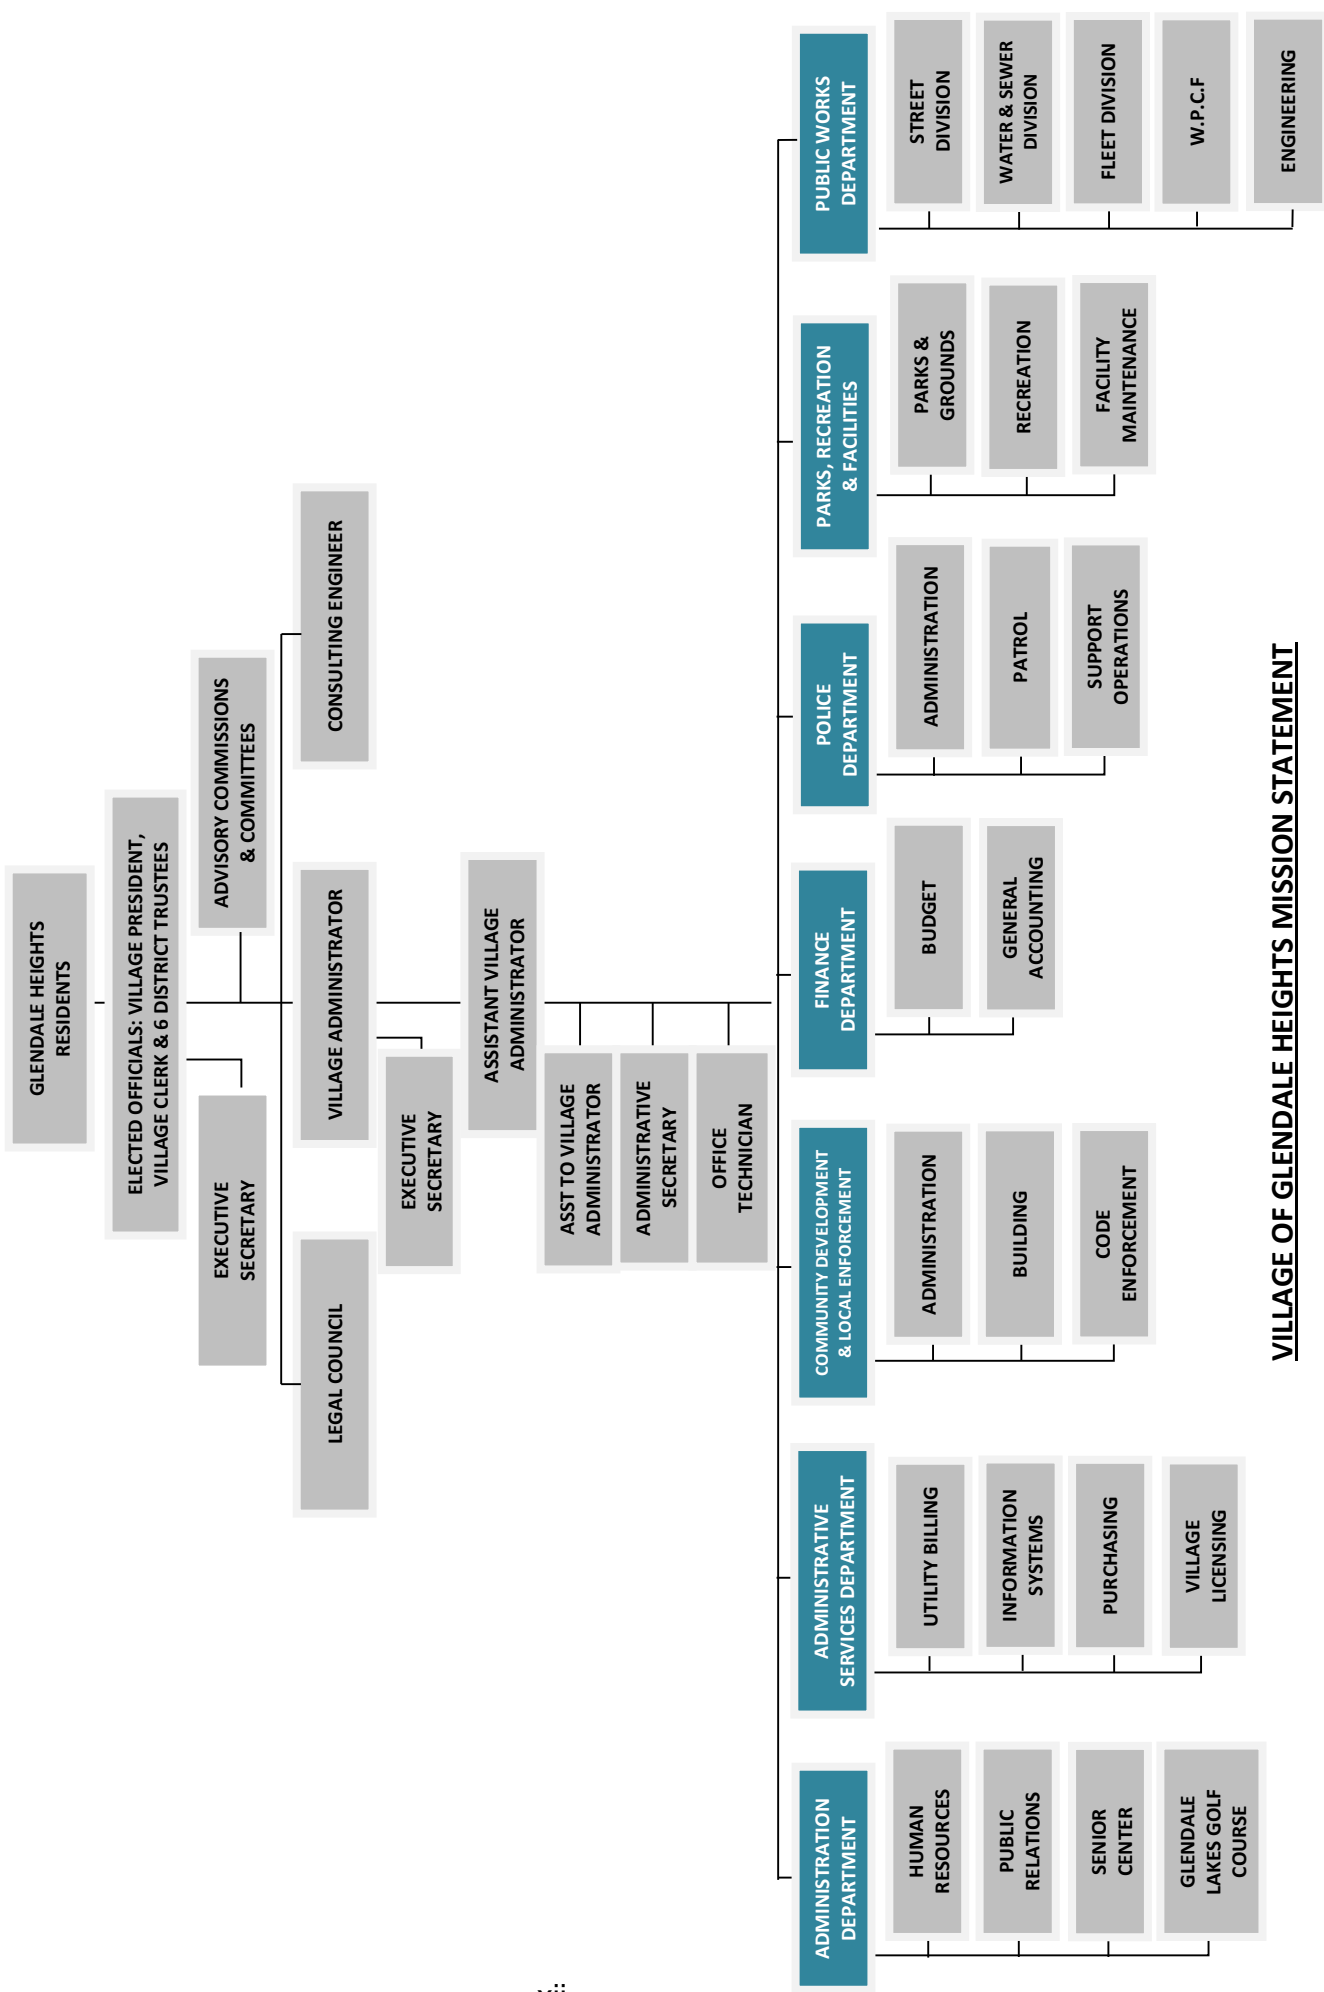 GLENDALE HEIGHTS
RESIDENTS
ELECTED OFFICIALS: VILLAGE PRESIDENT,
VILLAGE CLERK & 6 DISTRICT TRUSTEES
EXECUTIVE
SECRETARY
ADVISORY COMMISSIONS
& COMMITTEES
LEGAL COUNCIL
VILLAGE ADMINISTRATOR
CONSULTING ENGINEER
EXECUTIVE
SECRETARY
ASSISTANT VILLAGE
ADMINISTRATOR
ASST TO VILLAGE
ADMINISTRATOR
ADMINISTRATIVE
SECRETARY
OFFICE
TECHNICIAN
ADMINISTRATION
DEPARTMENT
HUMAN
RESOURCES
PUBLIC
RELATIONS
SENIOR
CENTER
GLENDALE
LAKES GOLF
COURSE
ADMINISTRATIVE
SERVICES DEPARTMENT
UTILITY BILLING
INFORMATION
SYSTEMS
PURCHASING
VILLAGE
LICENSING
COMMUNITY DEVELOPMENT
& LOCAL ENFORCEMENT
ADMINISTRATION
BUILDING
CODE
ENFORCEMENT
FINANCE
DEPARTMENT
BUDGET
GENERAL
ACCOUNTING
POLICE
DEPARTMENT
ADMINISTRATION
PATROL
SUPPORT
OPERATIONS
PARKS, RECREATION
& FACILITIES
PARKS &
GROUNDS
RECREATION
FACILITY
MAINTENANCE
PUBLIC WORKS
DEPARTMENT
STREET
DIVISION
WATER & SEWER
DIVISION
FLEET DIVISION
W.P.C.F
ENGINEERING
VILLAGE OF GLENDALE HEIGHTS MISSION STATEMENT
xii